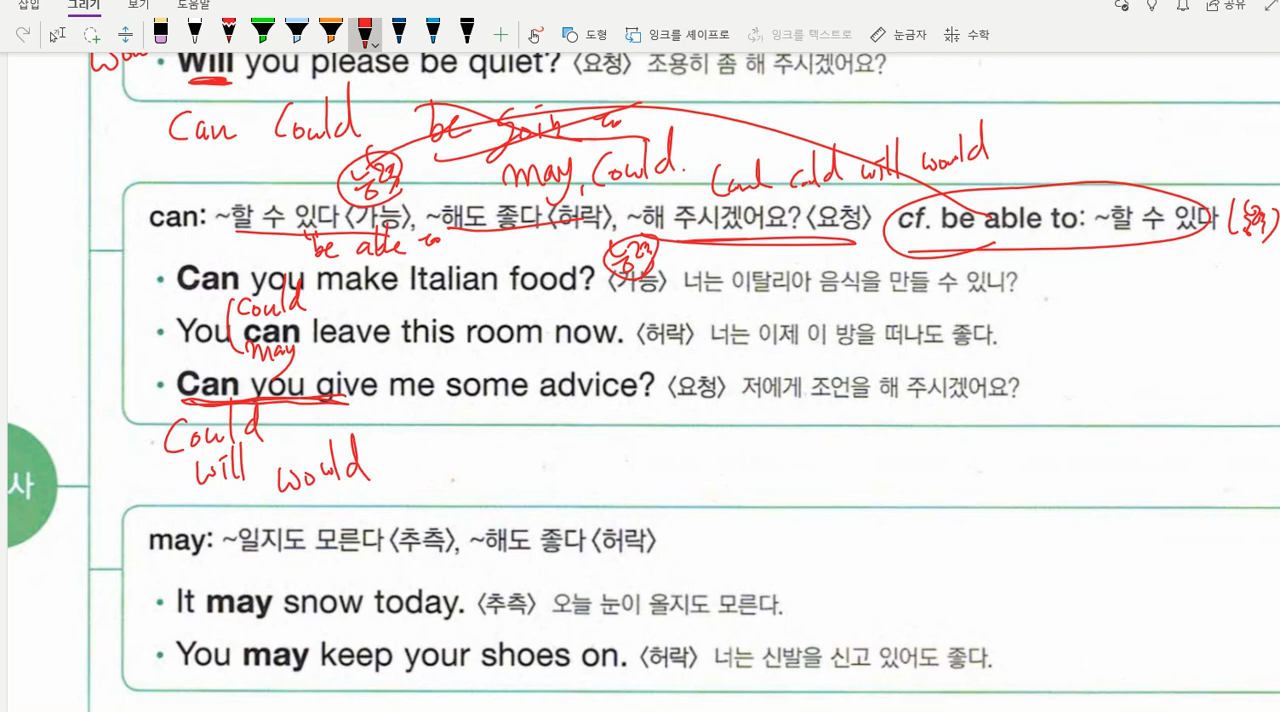 삽입 그리기 보기 도움말 공유
도형 잉크를 셰이프로 잉크를 텍스트로 눈금자 수학
• Will you please be quiet? 〈요청〉 조용히 좀 해 주시겠어요?
Can Could be goin to
may, Could. could will would
능력
can: ~할 수 있다〈가능〉, ~해도 좋다〈허락〉, ~해 주시겠어요?〈요청〉 cf. be able to: ~할 수 있다 (능력)
be able to 능력
• Can you make Italian food? 〈가능〉 너는 이탈리아 음식을 만들 수 있니?
Could
• You can leave this room now. 〈허락〉 너는 이제 이 방을 떠나도 좋다.
may
• Can you give me some advice? 〈요청〉 저에게 조언을 해 주시겠어요?
Could
will would
사
may: ~일지도 모른다〈추측〉, ~해도 좋다〈허락〉
• It may snow today. 〈추측〉 오늘 눈이 올지도 모른다.
• You may keep your shoes on. 〈허락〉 너는 신발을 신고 있어도 좋다.